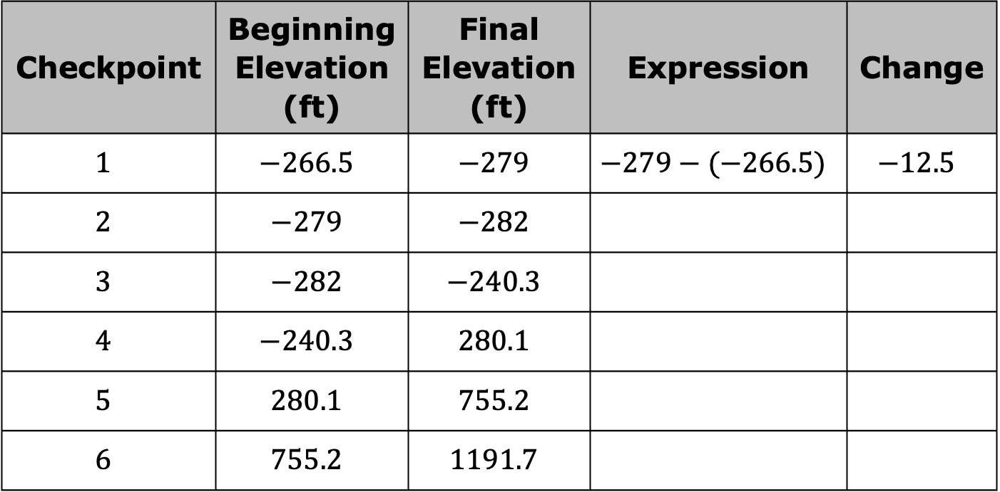 Checkpoint Beginning Elevation (ft) Final Elevation (ft) Expression Change
1 −266.5 −279 −279 − (−266.5) −12.5
2 −279 −282
3 −282 −240.3
4 −240.3 280.1
5 280.1 755.2
6 755.2 1191.7